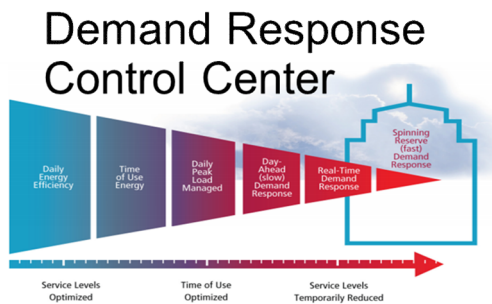 Demand Response
Control Center
Daily
Energy
Efficiency
Time
of Use
Energy
Daily
Peak
Load
Managed
Day-
Ahead
(slow)
Demand
Response
Real-Time
Demand
Response
Spinning
Reserve
(fast)
Demand
Response
Service Levels
Optimized
Time of Use
Optimized
Service Levels
Temporarily Reduced